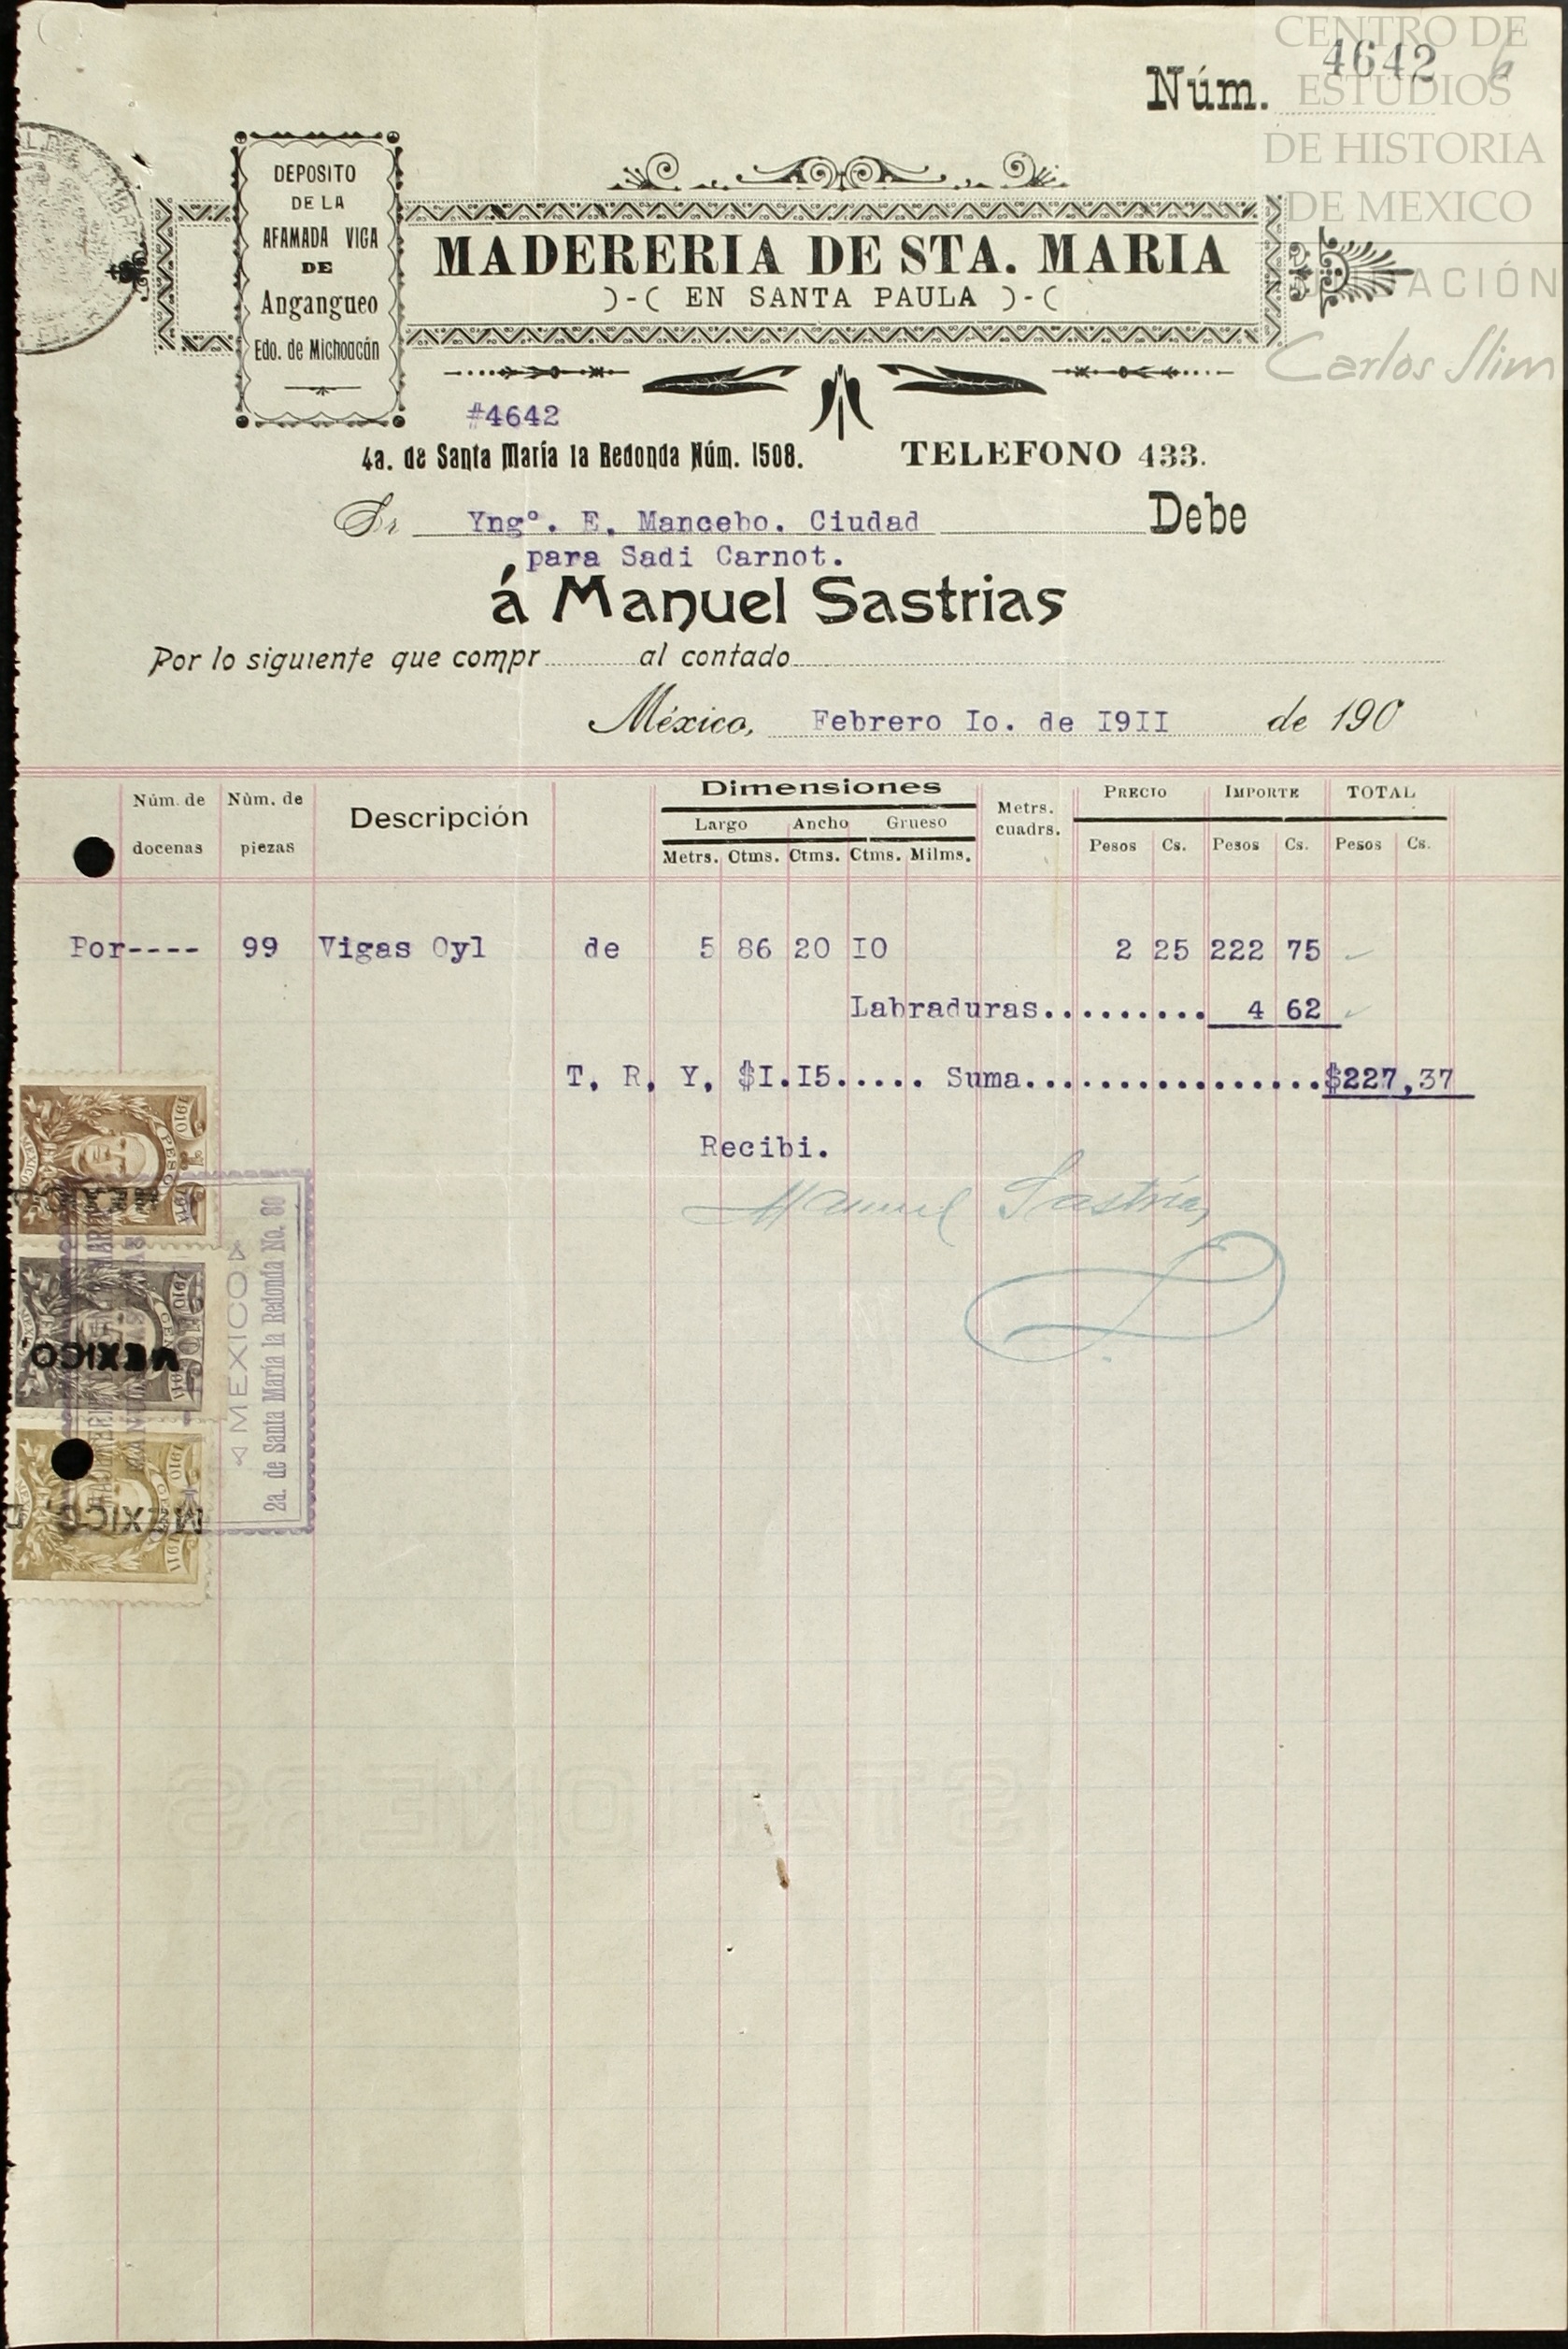 CENTRO DE
ESTUDIOS
DE HISTORIA
DE MEXICO
Carlos Slim
Núm. 4642 6
DEPOSITO
DE LA
AFAMADA VIGA
DE
Angangueo
Edo. de Michoacán
MADERERIA DE STA. MARIA
)-( EN SANTA PAULA )-(
#4642
4a. de Santa María la Redonda Núm. 1508. TELEFONO 433.
Sr Yngº. E. Mancebo. Ciudad Debe
para Sadi Carnot.
á Manuel Sastrias
Por lo siguiente que compr al contado
México, Febrero Io. de I9II de 190
Núm. de docenas Núm. de piezas Descripción Dimensiones Metrs. cuadrs. PRECIO IMPORTE TOTAL
Largo Ancho Grueso
Metrs. Ctms. Ctms. Ctms. Milms. Pesos Cs. Pesos Cs. Pesos Cs.
Por---- 99 Vigas Oyl de 5 86 20 IO 2 25 222 75
Labraduras.......... 4 62
T, R, Y, $I.I5..... Suma.................$227,37
Recibi.
Manuel Sastrias
MEXICO
2a. de Santa María la Redonda No. 80
MEXICO
MEXICO
STATIONERS